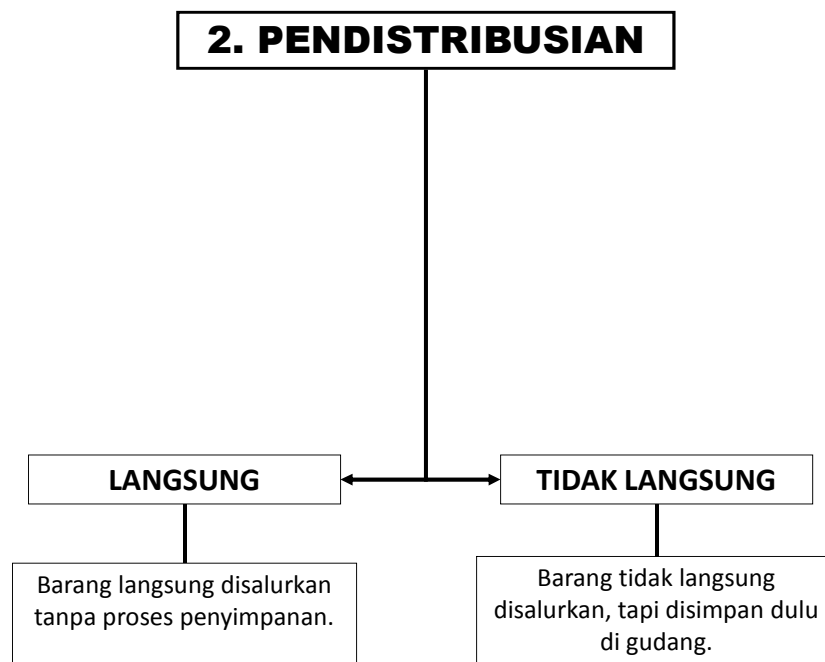 2. PENDISTRIBUSIAN
LANGSUNG
TIDAK LANGSUNG
Barang langsung disalurkan
tanpa proses penyimpanan.
Barang tidak langsung
disalurkan, tapi disimpan dulu
di gudang.